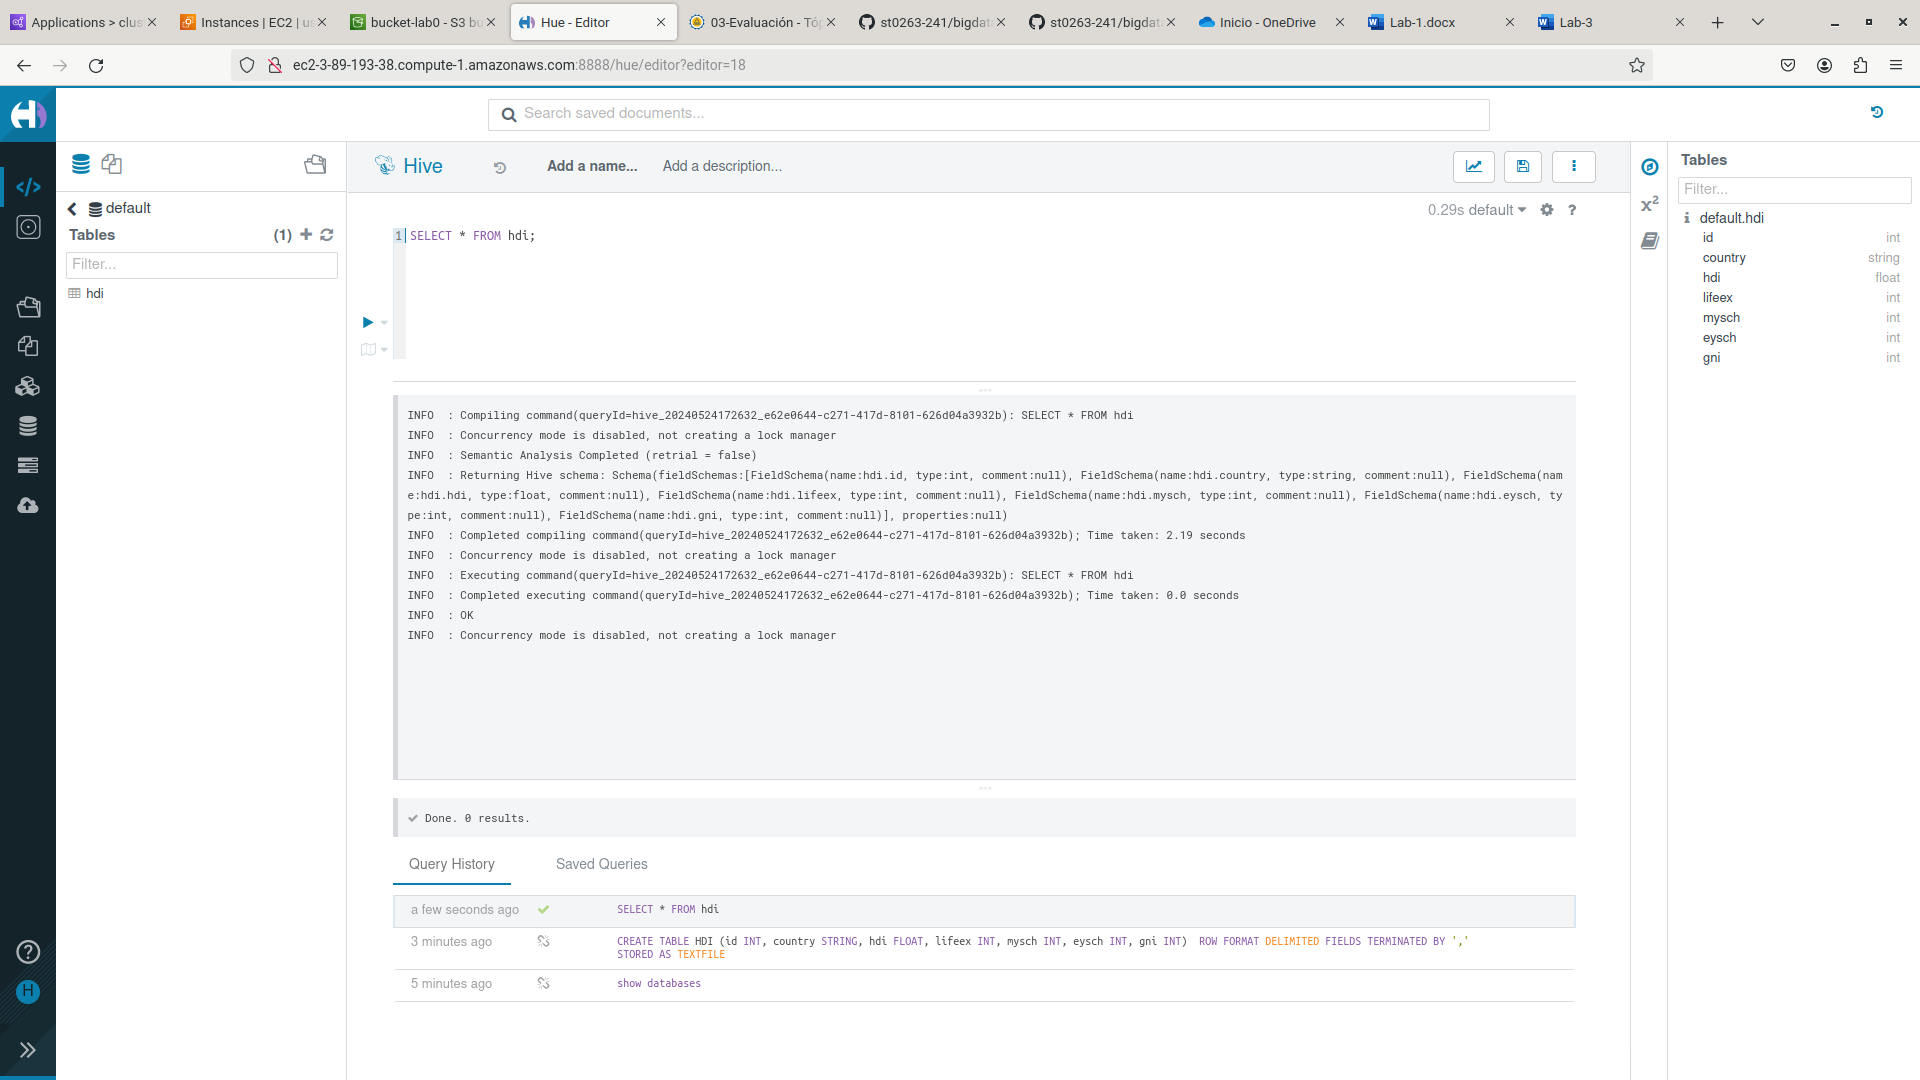 Applications > clus
Instances | EC2 | us
bucket-lab0 - S3 bu
Hue - Editor
03-Evaluación - Tóp
st0263-241/bigdata
st0263-241/bigdata
Inicio - OneDrive
Lab-1.docx
Lab-3
ec2-3-89-193-38.compute-1.amazonaws.com:8888/hue/editor?editor=18
Search saved documents...
default
Tables (1)
Filter...
hdi
Hive
Add a name...
Add a description...
0.29s default
?
1 SELECT * FROM hdi;
INFO  : Compiling command(queryId=hive_20240524172632_e62e0644-c271-417d-8101-626d04a3932b): SELECT * FROM hdi
INFO  : Concurrency mode is disabled, not creating a lock manager
INFO  : Semantic Analysis Completed (retrial = false)
INFO  : Returning Hive schema: Schema(fieldSchemas:[FieldSchema(name:hdi.id, type:int, comment:null), FieldSchema(name:hdi.country, type:string, comment:null), FieldSchema(nam
e:hdi.hdi, type:float, comment:null), FieldSchema(name:hdi.lifeex, type:int, comment:null), FieldSchema(name:hdi.mysch, type:int, comment:null), FieldSchema(name:hdi.eysch, ty
pe:int, comment:null), FieldSchema(name:hdi.gni, type:int, comment:null)], properties:null)
INFO  : Completed compiling command(queryId=hive_20240524172632_e62e0644-c271-417d-8101-626d04a3932b); Time taken: 2.19 seconds
INFO  : Concurrency mode is disabled, not creating a lock manager
INFO  : Executing command(queryId=hive_20240524172632_e62e0644-c271-417d-8101-626d04a3932b): SELECT * FROM hdi
INFO  : Completed executing command(queryId=hive_20240524172632_e62e0644-c271-417d-8101-626d04a3932b); Time taken: 0.0 seconds
INFO  : OK
INFO  : Concurrency mode is disabled, not creating a lock manager
Done. 0 results.
Query History
Saved Queries
a few seconds ago SELECT * FROM hdi
3 minutes ago CREATE TABLE HDI (id INT, country STRING, hdi FLOAT, lifeex INT, mysch INT, eysch INT, gni INT)  ROW FORMAT DELIMITED FIELDS TERMINATED BY ','
STORED AS TEXTFILE
5 minutes ago show databases
x²
Tables
Filter...
default.hdi
id int
country string
hdi float
lifeex int
mysch int
eysch int
gni int
?
H